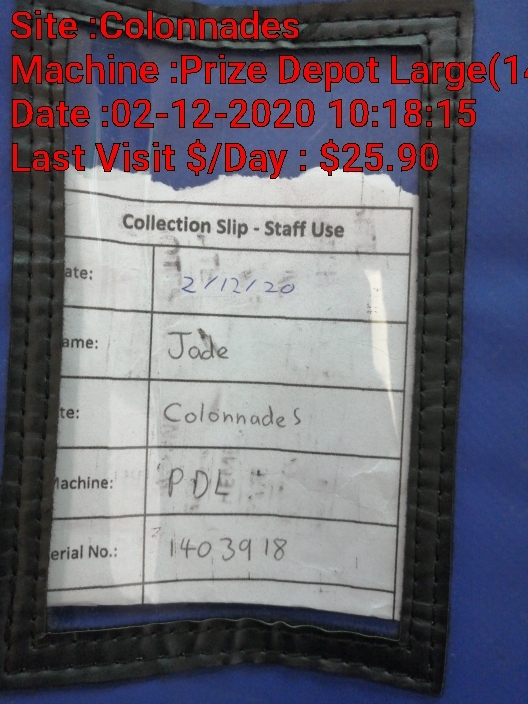 Site :Colonnades
Machine :Prize Depot Large(14
Date :02-12-2020 10:18:15
Last Visit $/Day : $25.90
Collection Slip - Staff Use
ate: 2/12/20
ame: Jade
te: Colonnades
achine: PDL
erial No.: 1403918